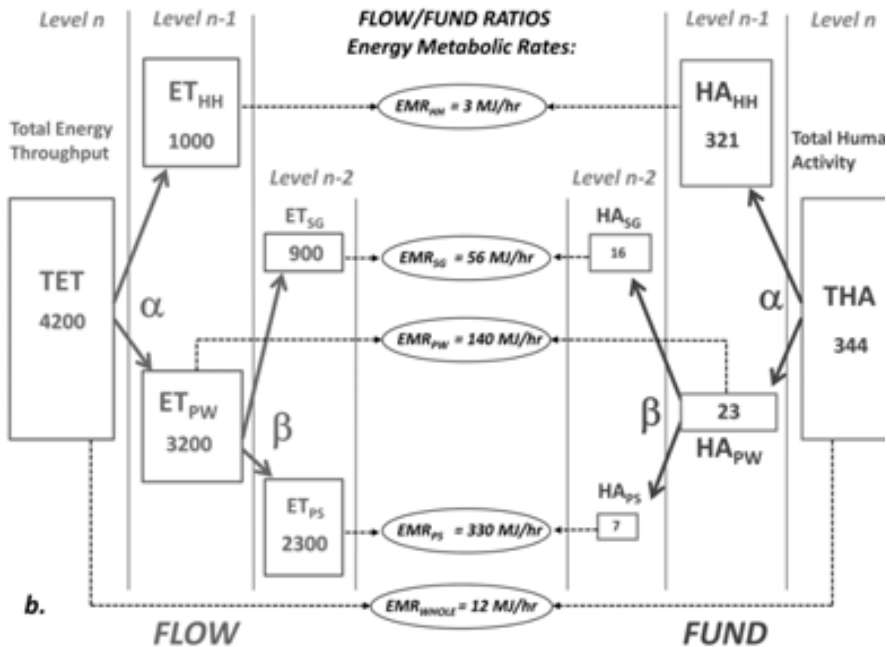 Level n
Level n-1
FLOW/FUND RATIOS
Energy Metabolic Rates:
Level n-1
Level n
ET_HH
1000
EMR_HH = 3 MJ/hr
HA_HH
321
Total Energy
Throughput
Total Human
Activity
Level n-2
Level n-2
ET_SG
900
EMR_SG = 56 MJ/hr
HA_SG
16
TET
4200
α
α
THA
344
EMR_PW = 140 MJ/hr
ET_PW
3200
β
β
23
HA_PW
ET_PS
2300
EMR_PS = 330 MJ/hr
HA_PS
7
b.
EMR_WHOLE = 12 MJ/hr
FLOW
FUND